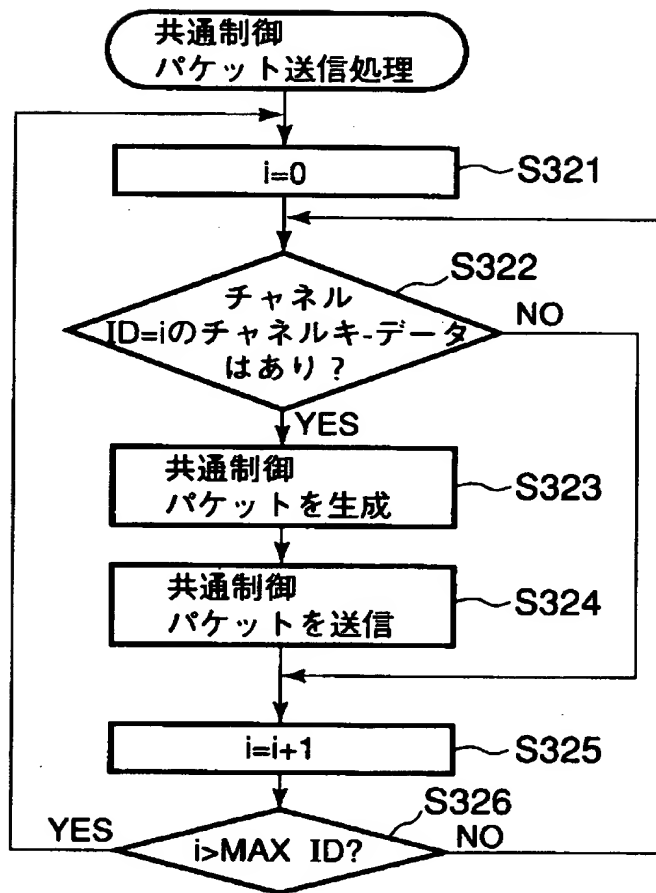 共通制御
パケット送信処理
i=0
S321
S322
チャネル
ID=iのチャネルキ-データ
はあり？
NO
YES
共通制御
パケットを生成
S323
共通制御
パケットを送信
S324
i=i+1
S325
S326
YES
i>MAX ID?
NO